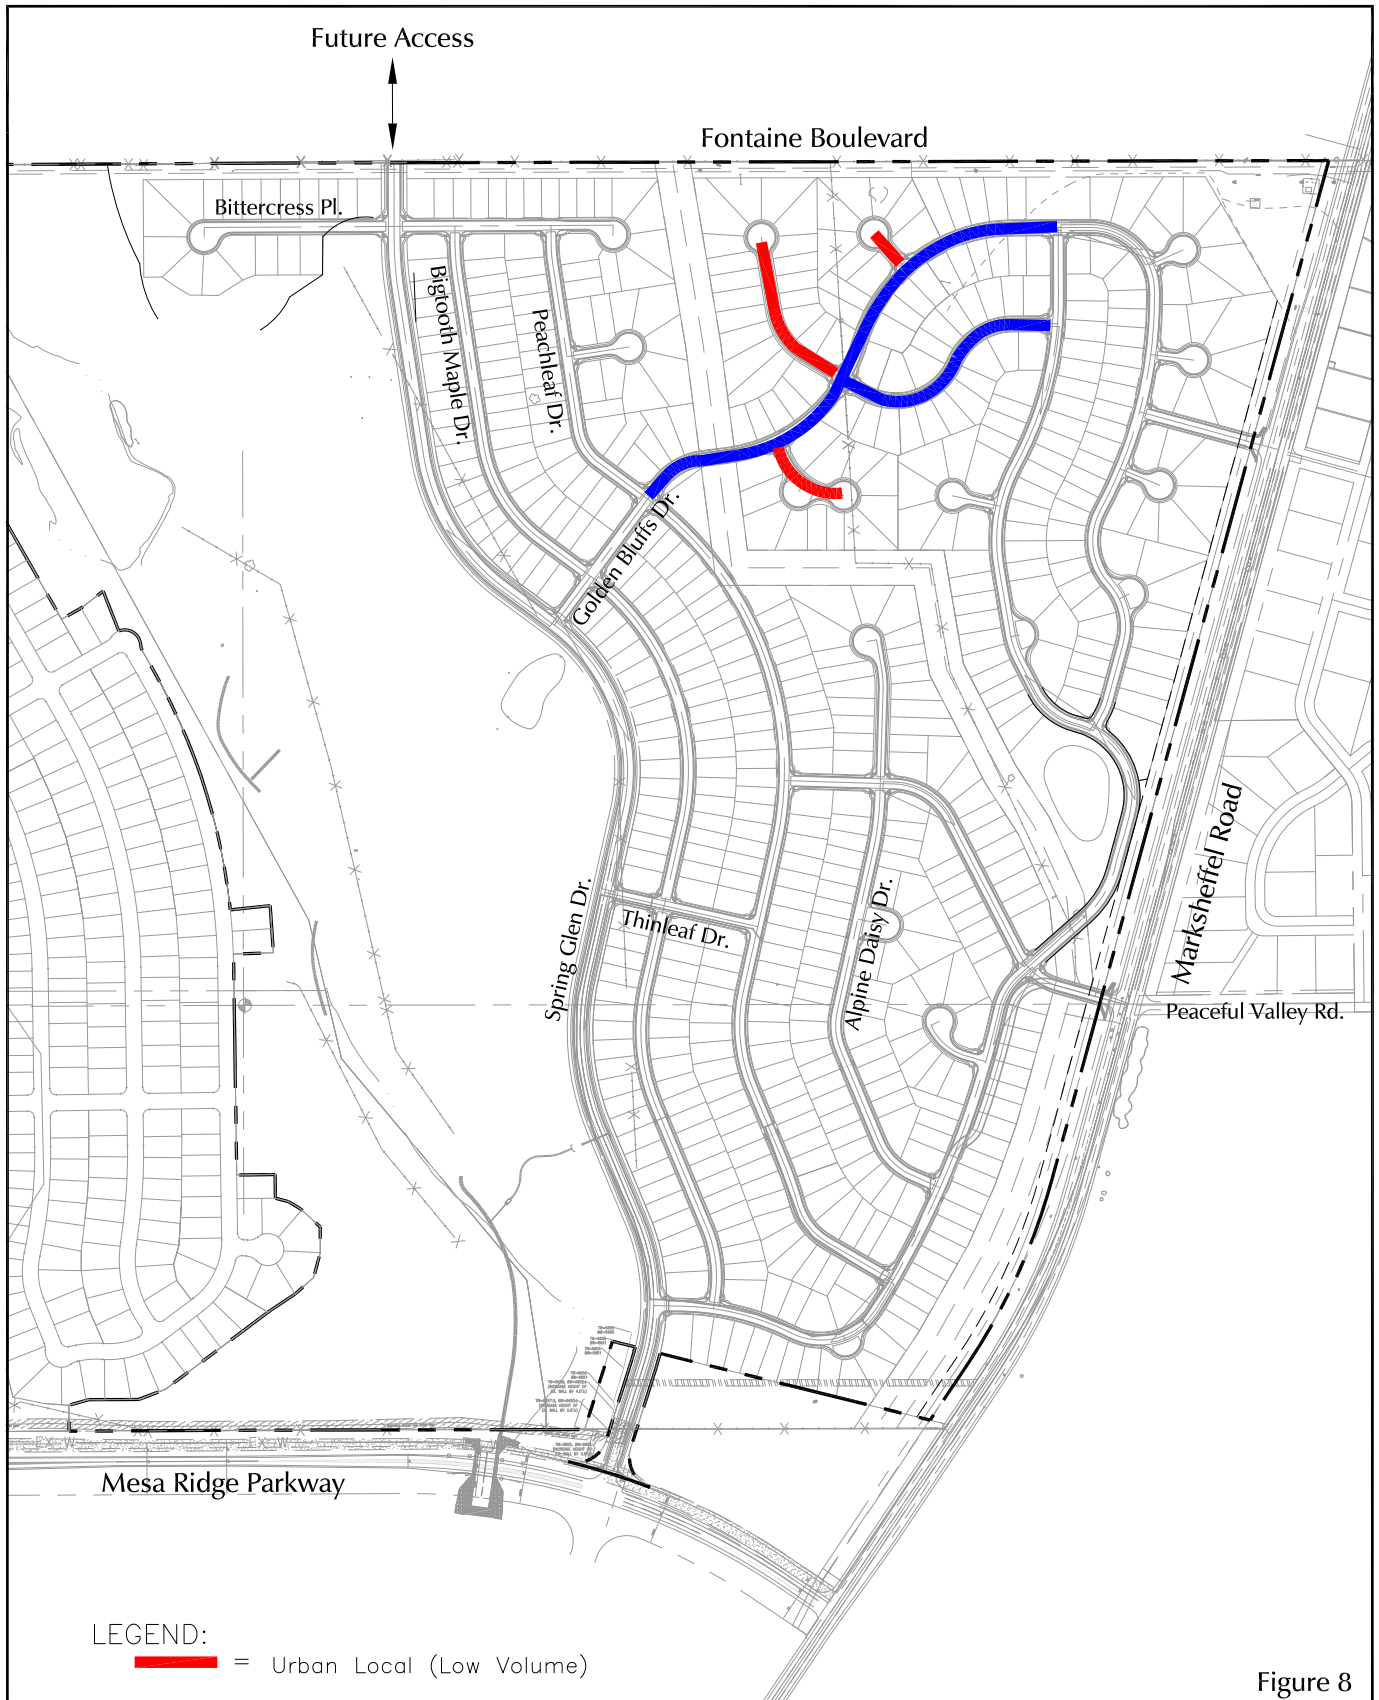 Future Access
Fontaine Boulevard
Bittercress Pl.
Bigtooth Maple Dr.
Peachleaf Dr.
Golden Bluffs Dr.
Spring Glen Dr.
Thinleaf Dr.
Alpine Daisy Dr.
Marksheffel Road
Peaceful Valley Rd.
Mesa Ridge Parkway
LEGEND:
= Urban Local (Low Volume)
Figure 8